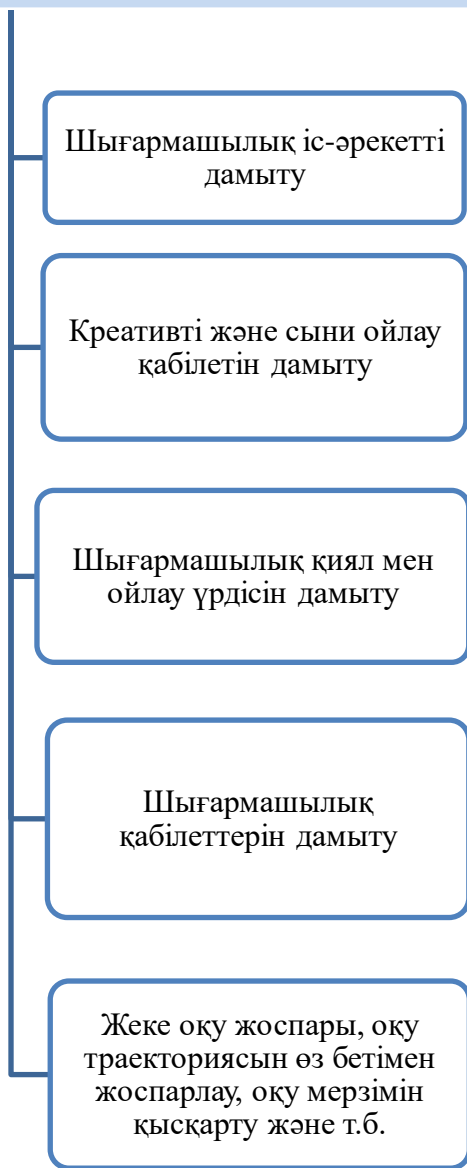 Шығармашылық іс-әрекетті
дамыту
Креативті және сыни ойлау
қабілетін дамыту
Шығармашылық қиял мен
ойлау үрдісін дамыту
Шығармашылық
қабілеттерін дамыту
Жеке оқу жоспары, оқу
траекториясын өз бетімен
жоспарлау, оқу мерзімін
қысқарту және т.б.